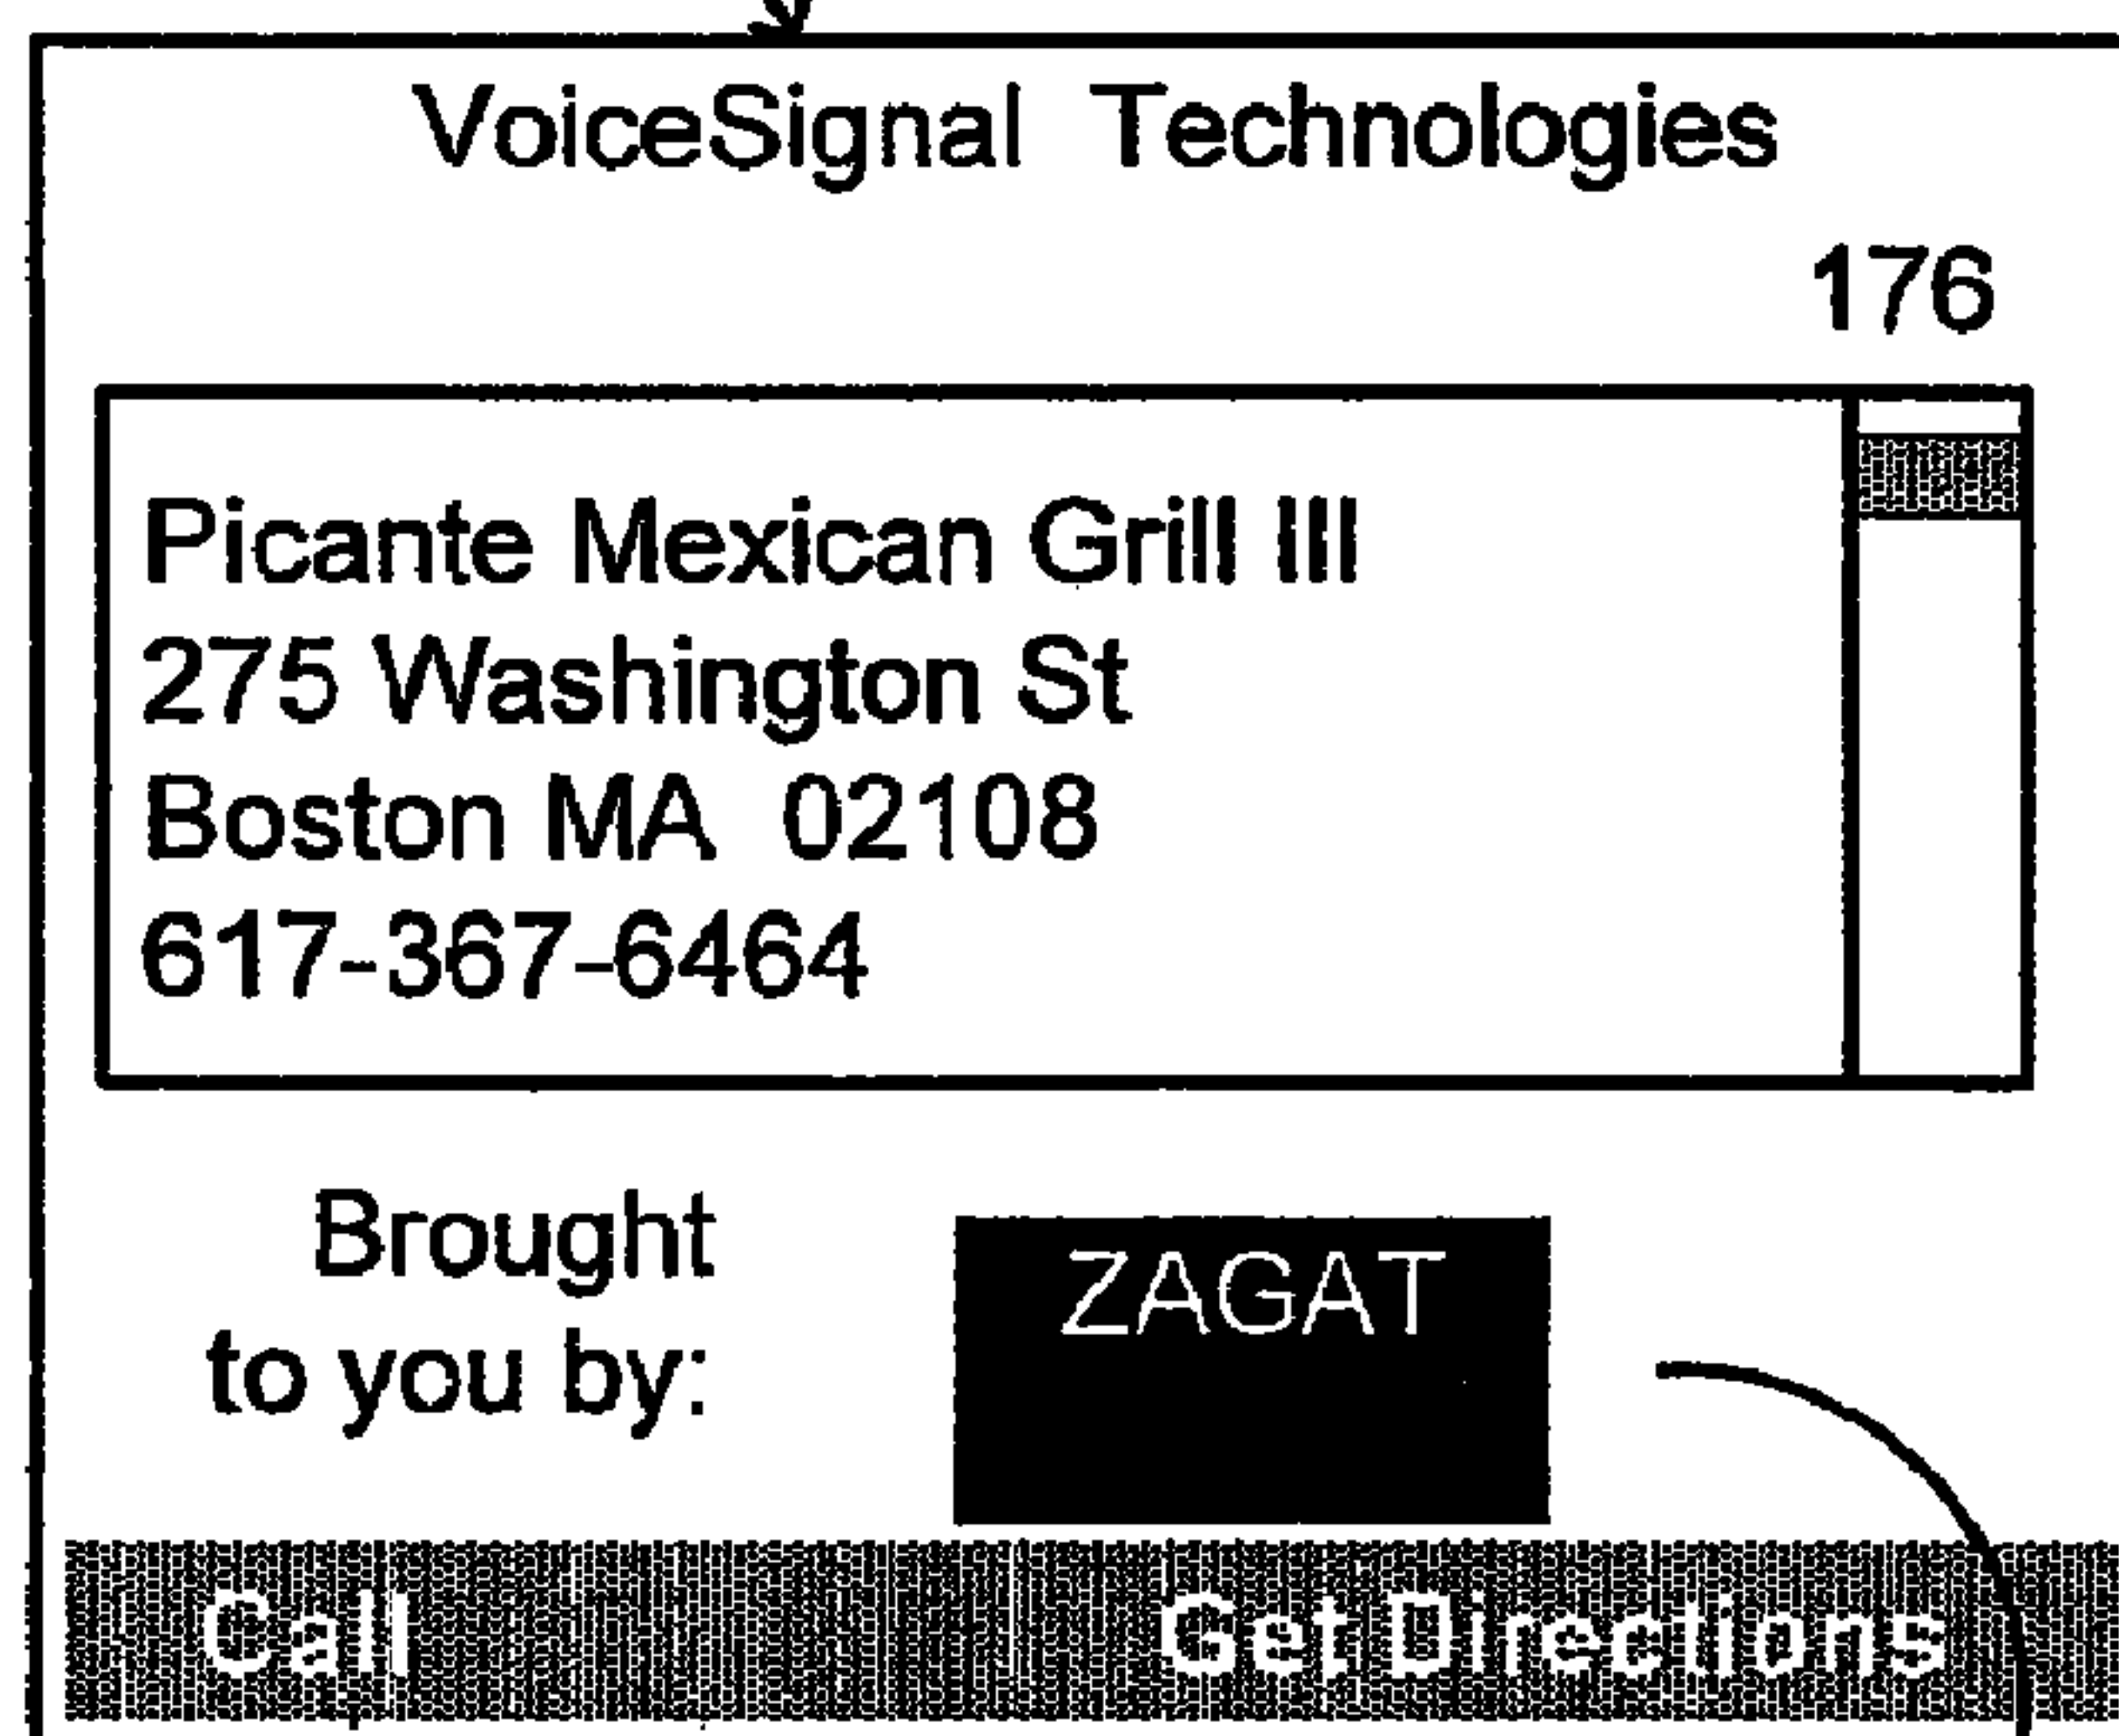 VoiceSignal Technologies
176
Picante Mexican Grill III
275 Washington St
Boston MA 02108
617-367-6464
Brought
to you by:
ZAGAT
Call Get Directions